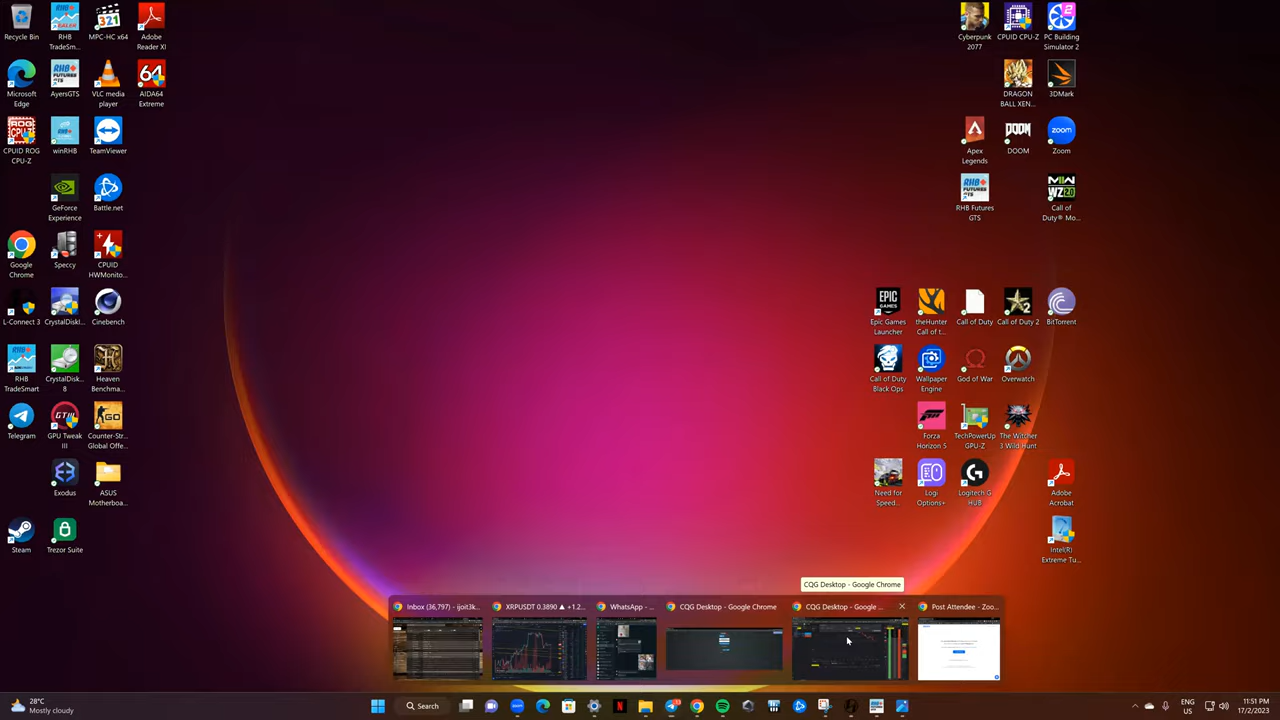 Recycle Bin
RHB TradeSm...
MPC-HC x64
Adobe Reader XI
Microsoft Edge
AyersGTS
VLC media player
AIDA64 Extreme
CPUID ROG CPU-Z
winRHB
TeamViewer
GeForce Experience
Battle.net
Google Chrome
Speccy
CPUID HWMonito...
L-Connect 3
CrystalDiskI...
Cinebench
RHB TradeSmart
CrystalDisk... 8
Heaven Benchma...
Telegram
GPU Tweak III
Counter-Str... Global Offe...
Exodus
ASUS Motherboa...
Steam
Trezor Suite
Cyberpunk 2077
CPUID CPU-Z
PC Building Simulator 2
DRAGON BALL XEN...
3DMark
Apex Legends
DOOM
Zoom
RHB Futures GTS
Call of Duty® Mo...
Epic Games Launcher
theHunter Call of t...
Call of Duty
Call of Duty 2
BitTorrent
Call of Duty Black Ops
Wallpaper Engine
God of War
Overwatch
Forza Horizon 5
TechPowerUp GPU-Z
The Witcher 3 Wild Hunt
Need for Speed...
Logi Options+
Logitech G HUB
Adobe Acrobat
Intel(R) Extreme Tu...
CQG Desktop - Google Chrome
Inbox (36,797) - ijoit3k...
XRPUSDT 0.3890 ▲ +1.2...
WhatsApp - ...
CQG Desktop - Google Chrome
CQG Desktop - Google ...
Post Attendee - Zoo...
28°C
Mostly cloudy
Search
ENG
US
11:51 PM
17/2/2023